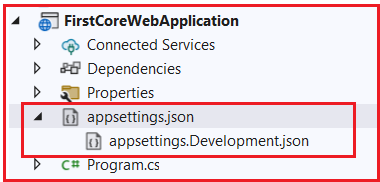 FirstCoreWebApplication
Connected Services
Dependencies
Properties
appsettings.json
appsettings.Development.json
C# Program.cs